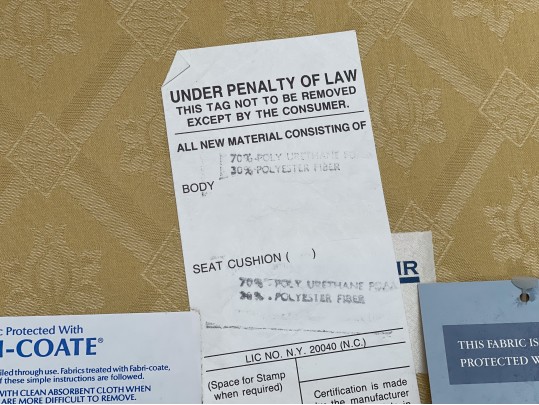 UNDER PENALTY OF LAW
THIS TAG NOT TO BE REMOVED
EXCEPT BY THE CONSUMER.
ALL NEW MATERIAL CONSISTING OF
70% POLY URETHANE
30% POLYESTER FIBER
BODY
SEAT CUSHION ( )
70% POLY URETHANE
30% POLYESTER FIBER
LIC NO. N.Y. 20040 (N.C.)
(Space for Stamp
when required)
Certification is made
the manufacturer
Protected With
I-COATE®
iled through use. Fabrics treated with Fabri-coate,
f these simple instructions are followed.
WITH CLEAN ABSORBENT CLOTH WHEN
ARE MORE DIFFICULT TO REMOVE.
IR
THIS FABRIC IS
PROTECTED W